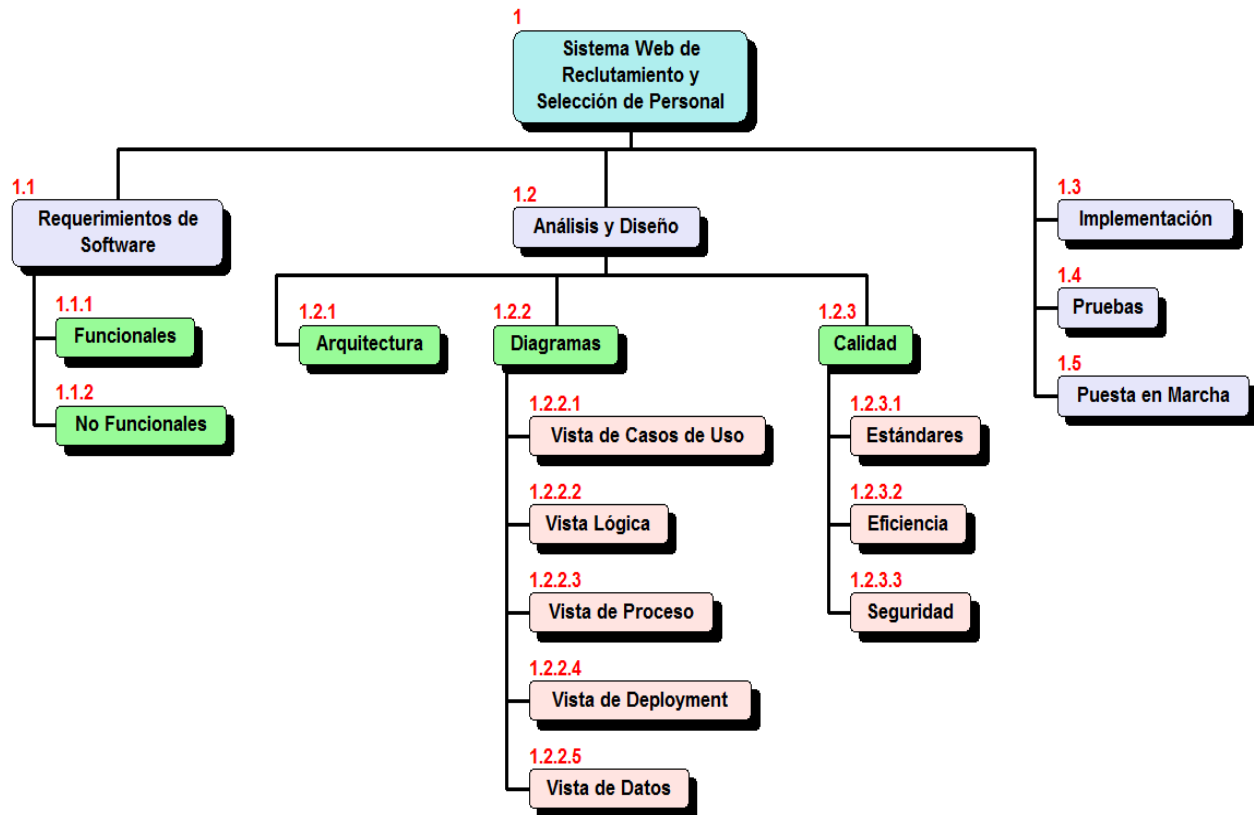 1
Sistema Web de
Reclutamiento y
Selección de Personal
1.1
Requerimientos de
Software
1.1.1
Funcionales
1.1.2
No Funcionales
1.2
Análisis y Diseño
1.2.1
Arquitectura
1.2.2
Diagramas
1.2.2.1
Vista de Casos de Uso
1.2.2.2
Vista Lógica
1.2.2.3
Vista de Proceso
1.2.2.4
Vista de Deployment
1.2.2.5
Vista de Datos
1.2.3
Calidad
1.2.3.1
Estándares
1.2.3.2
Eficiencia
1.2.3.3
Seguridad
1.3
Implementación
1.4
Pruebas
1.5
Puesta en Marcha